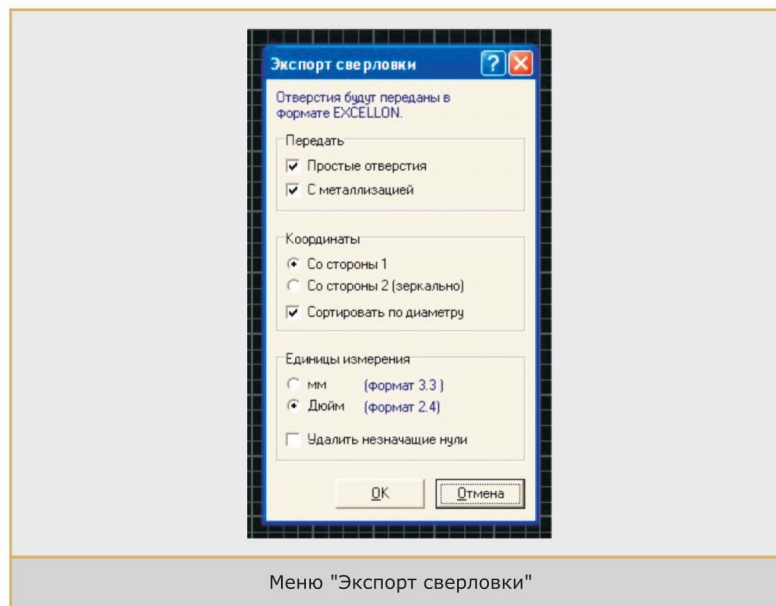 Экспорт сверловки
Отверстия будут переданы в
формате EXCELLON.
Передать
Простые отверстия
С металлизацией
Координаты
Со стороны 1
Со стороны 2 (зеркально)
Сортировать по диаметру
Единицы измерения
мм (формат 3.3 )
Дюйм (формат 2.4)
Удалить незначащие нули
OK Отмена
Меню "Экспорт сверловки"